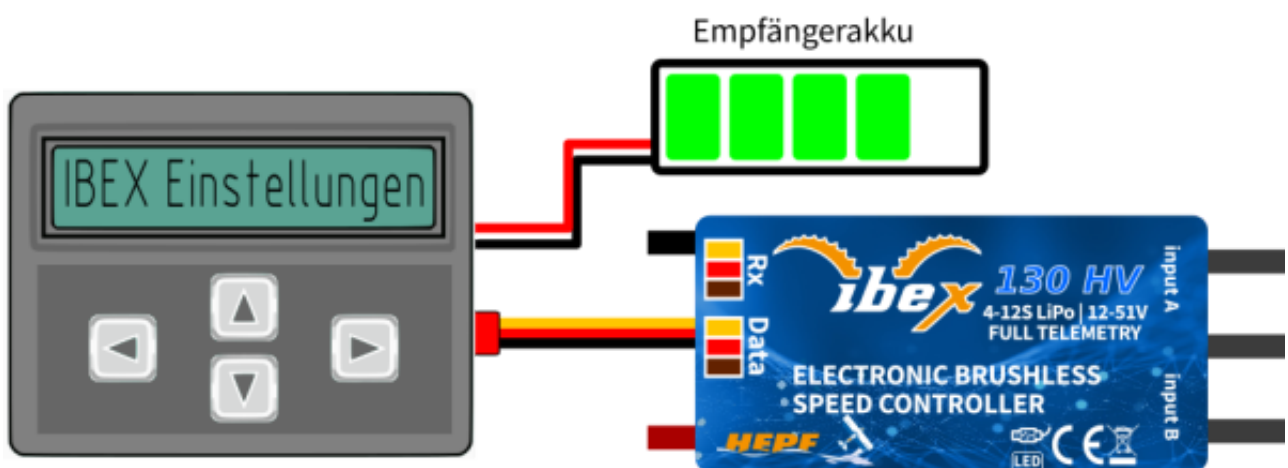 Empfängerakku
IBEX Einstellungen
Rx
Data
ibex
130 HV
4-12S LiPo | 12-51V
FULL TELEMETRY
ELECTRONIC BRUSHLESS
SPEED CONTROLLER
HEPF
LED
CE
input A
input B